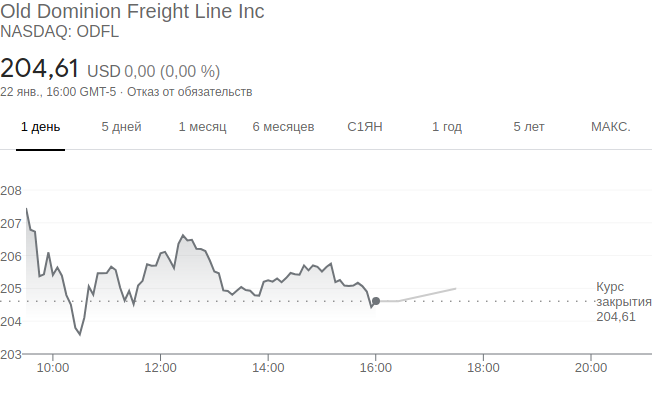 Old Dominion Freight Line Inc
NASDAQ: ODFL
204,61 USD 0,00 (0,00 %)
22 янв., 16:00 GMT-5 · Отказ от обязательств
1 день 5 дней 1 месяц 6 месяцев С1ЯН 1 год 5 лет МАКС.
208
207
206
205
204
203
Курс
закрытия
204,61
10:00 12:00 14:00 16:00 18:00 20:00